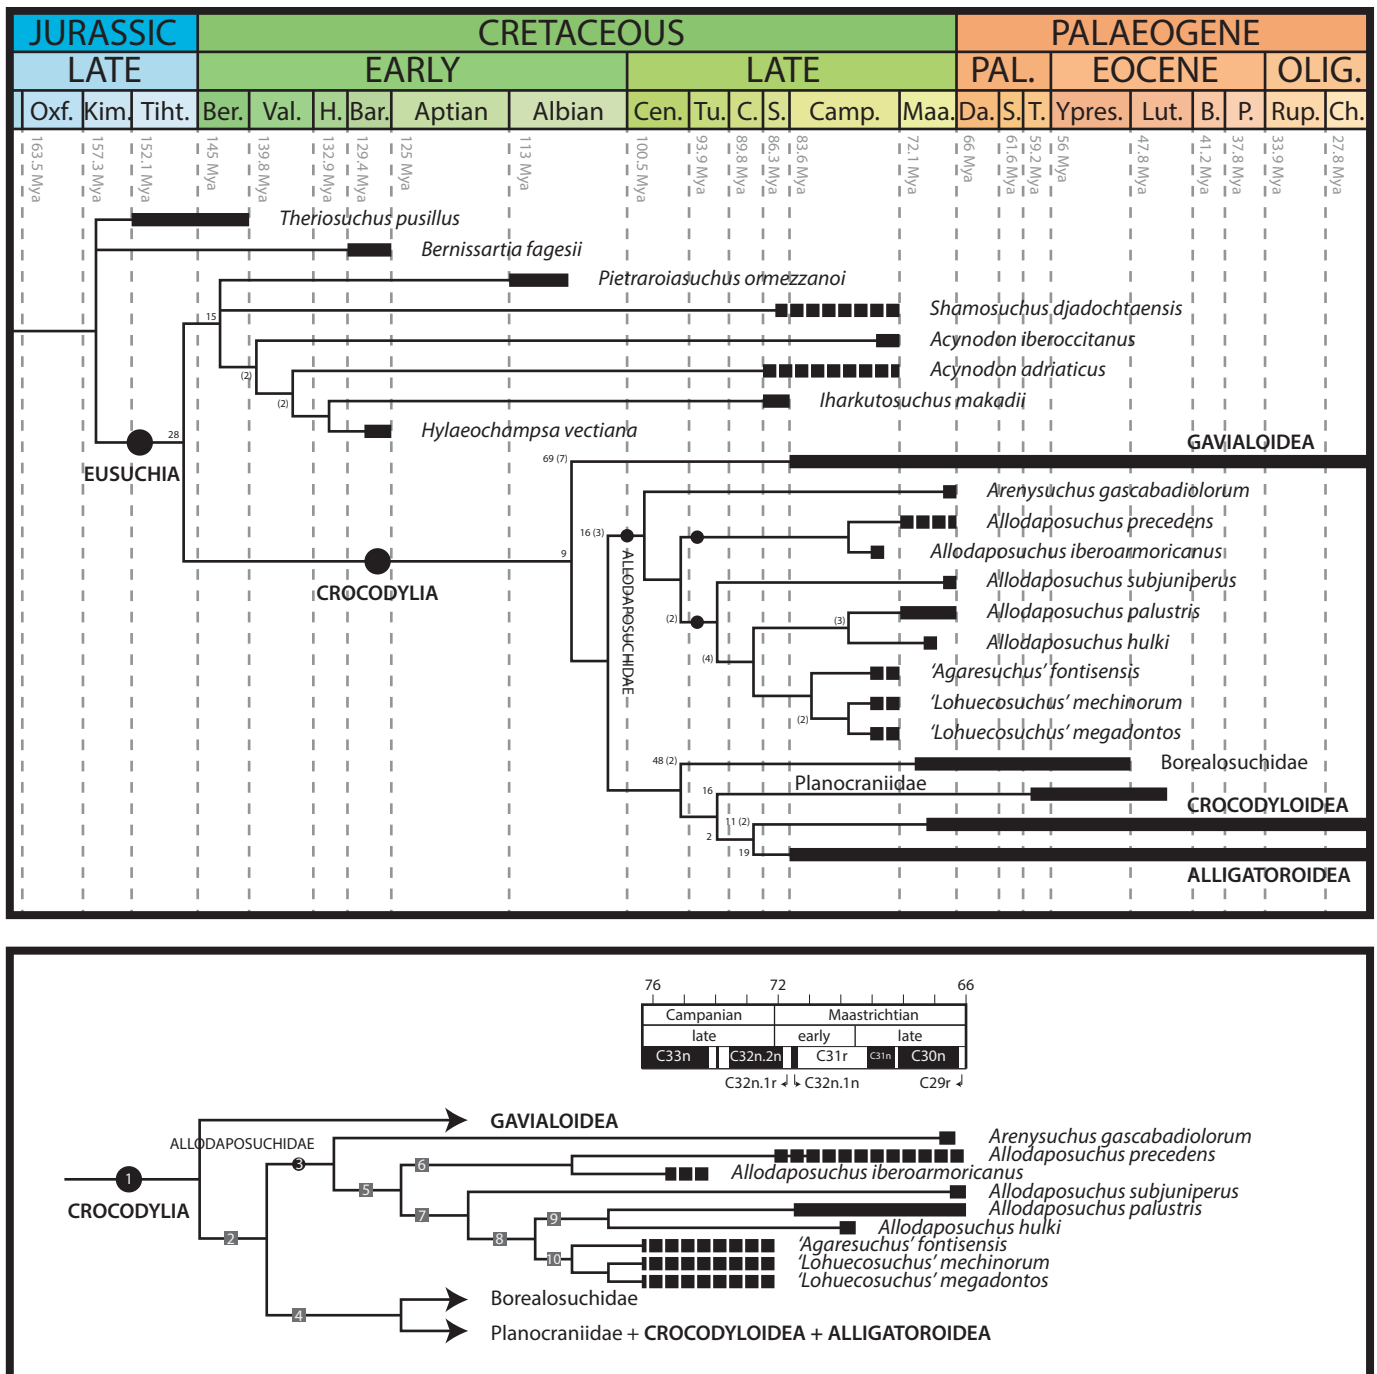 JURASSIC CRETACEOUS PALAEOGENE
LATE EARLY LATE PAL. EOCENE OLIG.
Oxf. Kim. Tiht. Ber. Val. H. Bar. Aptian Albian Cen. Tu. C. S. Camp. Maa. Da. S. T. Ypres. Lut. B. P. Rup. Ch.
163.5 Mya 157.3 Mya 152.1 Mya 145 Mya 139.8 Mya 132.9 Mya 129.4 Mya 125 Mya 113 Mya 100.5 Mya 93.9 Mya 89.8 Mya 86.3 Mya 83.6 Mya 72.1 Mya 66 Mya 61.6 Mya 59.2 Mya 56 Mya 47.8 Mya 41.2 Mya 37.8 Mya 33.9 Mya 27.8 Mya
Theriosuchus pusillus
Bernissartia fagesii
Pietraroiasuchus ormezzanoi
Shamosuchus djadochtaensis
15
Acynodon iberoccitanus
(2)
Acynodon adriaticus
(2)
Iharkutosuchus makadii
Hylaeochampsa vectiana
28
EUSUCHIA
GAVIALOIDEA
69 (7)
Arenysuchus gascabadiolorum
Allodaposuchus precedens
16 (3)
ALLODAPOSUCHIDAE
9
Allodaposuchus iberoarmoricanus
CROCODYLIA
Allodaposuchus subjuniperus
Allodaposuchus palustris
(2)
(3)
Allodaposuchus hulki
(4)
'Agaresuchus' fontisensis
'Lohuecosuchus' mechinorum
(2)
'Lohuecosuchus' megadontos
48 (2)
Borealosuchidae
Planocraniidae
16
CROCODYLOIDEA
11 (2)
2
19
ALLIGATOROIDEA
76 72 66
Campanian Maastrichtian
late early late
C33n C32n.2n C31r C31n C30n
C32n.1r C32n.1n C29r
GAVIALOIDEA
ALLODAPOSUCHIDAE
Arenysuchus gascabadiolorum
Allodaposuchus precedens
3
6
Allodaposuchus iberoarmoricanus
1
CROCODYLIA
5
Allodaposuchus subjuniperus
Allodaposuchus palustris
7
9
Allodaposuchus hulki
2
8
'Agaresuchus' fontisensis
10
'Lohuecosuchus' mechinorum
'Lohuecosuchus' megadontos
Borealosuchidae
4
Planocraniidae + CROCODYLOIDEA + ALLIGATOROIDEA